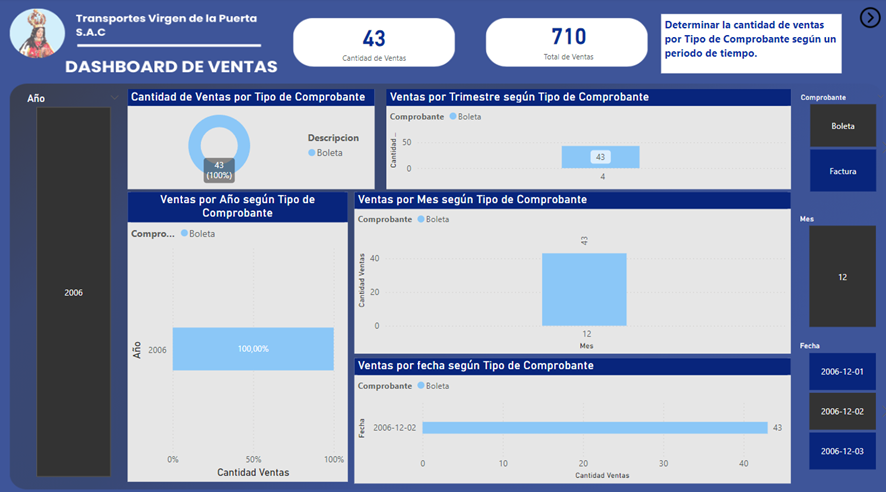 Transportes Virgen de la Puerta
S.A.C
DASHBOARD DE VENTAS
43
Cantidad de Ventas
710
Total de Ventas
Determinar la cantidad de ventas
por Tipo de Comprobante según un
periodo de tiempo.
Año
2006
Cantidad de Ventas por Tipo de Comprobante
43
(100%)
Descripcion
Boleta
Ventas por Trimestre según Tipo de Comprobante
Comprobante Boleta
Cantidad ...
50
0
43
4
Comprobante
Boleta
Factura
Ventas por Año según Tipo de
Comprobante
Compro... Boleta
Año
2006
100,00%
0% 50% 100%
Cantidad Ventas
Ventas por Mes según Tipo de Comprobante
Comprobante Boleta
Cantidad Ventas
40
20
0
43
12
Mes
Mes
12
Ventas por fecha según Tipo de Comprobante
Comprobante Boleta
Fecha
2006-12-02
43
0 10 20 30 40
Cantidad Ventas
Fecha
2006-12-01
2006-12-02
2006-12-03